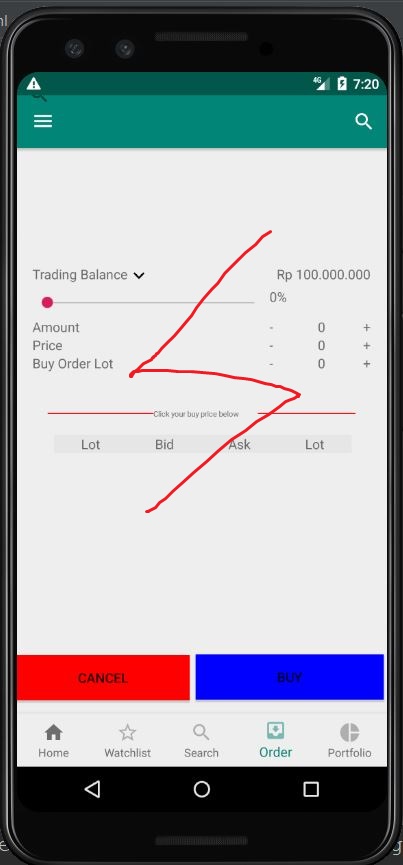 4G 7:20
Trading Balance Rp 100.000.000
0%
Amount - 0 +
Price - 0 +
Buy Order Lot - 0 +
Click your buy price below
Lot Bid Ask Lot
CANCEL BUY
Home Watchlist Search Order Portfolio